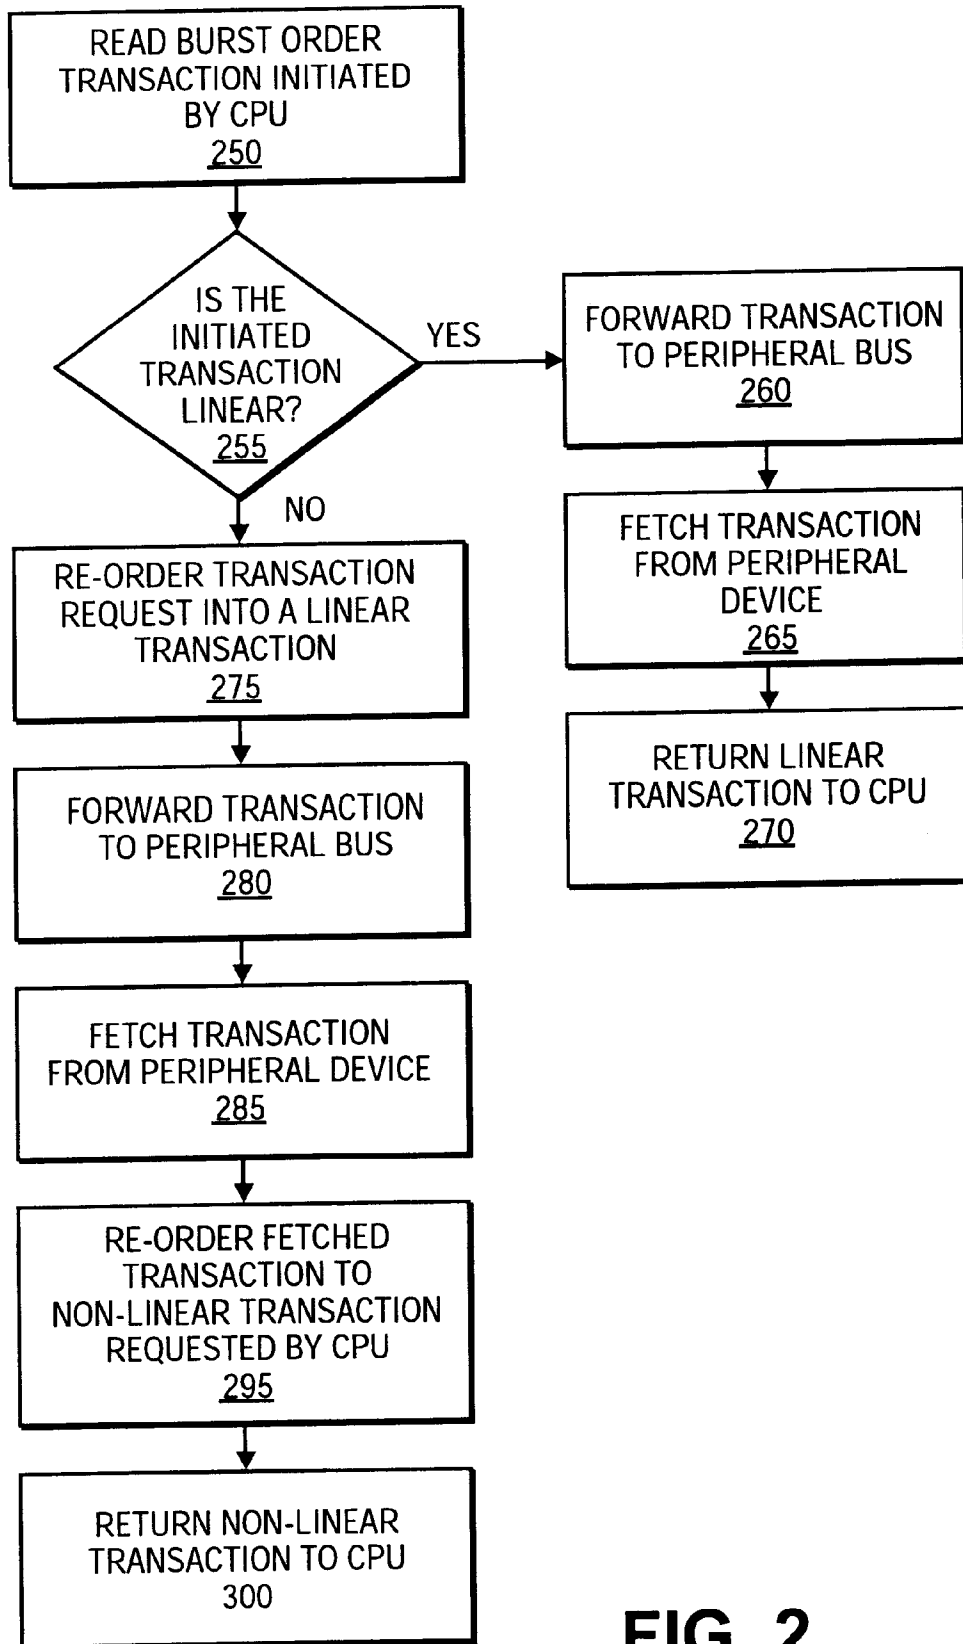 READ BURST ORDER
TRANSACTION INITIATED
BY CPU
250
IS THE
INITIATED
TRANSACTION
LINEAR?
255
YES
NO
FORWARD TRANSACTION
TO PERIPHERAL BUS
260
FETCH TRANSACTION
FROM PERIPHERAL
DEVICE
265
RETURN LINEAR
TRANSACTION TO CPU
270
RE-ORDER TRANSACTION
REQUEST INTO A LINEAR
TRANSACTION
275
FORWARD TRANSACTION
TO PERIPHERAL BUS
280
FETCH TRANSACTION
FROM PERIPHERAL DEVICE
285
RE-ORDER FETCHED
TRANSACTION TO
NON-LINEAR TRANSACTION
REQUESTED BY CPU
295
RETURN NON-LINEAR
TRANSACTION TO CPU
300
FIG. 2